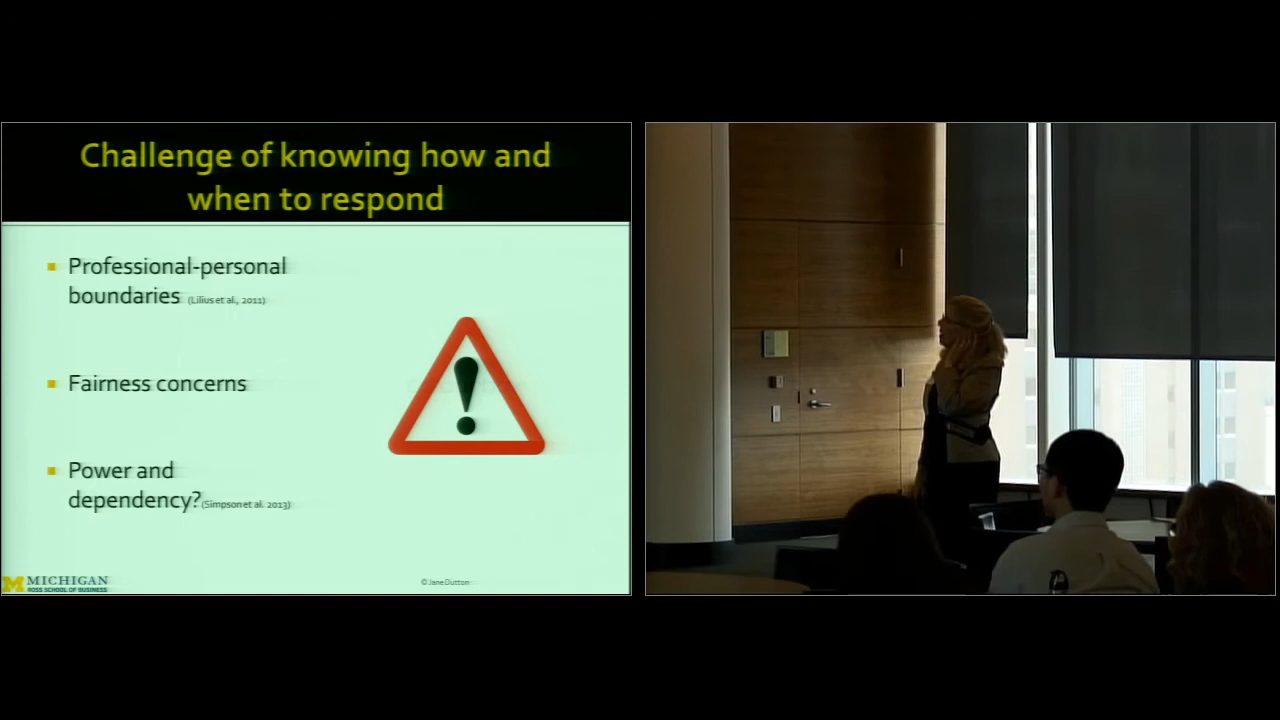 Challenge of knowing how and
when to respond
Professional-personal
boundaries (Lilius et al., 2011)
Fairness concerns
Power and
dependency? (Simpson et al. 2013)
M MICHIGAN
ROSS SCHOOL OF BUSINESS
© Jane Dutton